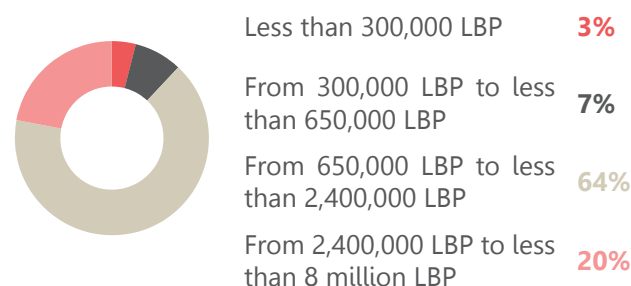 Less than 300,000 LBP 3%
From 300,000 LBP to less
than 650,000 LBP 7%
From 650,000 LBP to less
than 2,400,000 LBP 64%
From 2,400,000 LBP to less
than 8 million LBP 20%